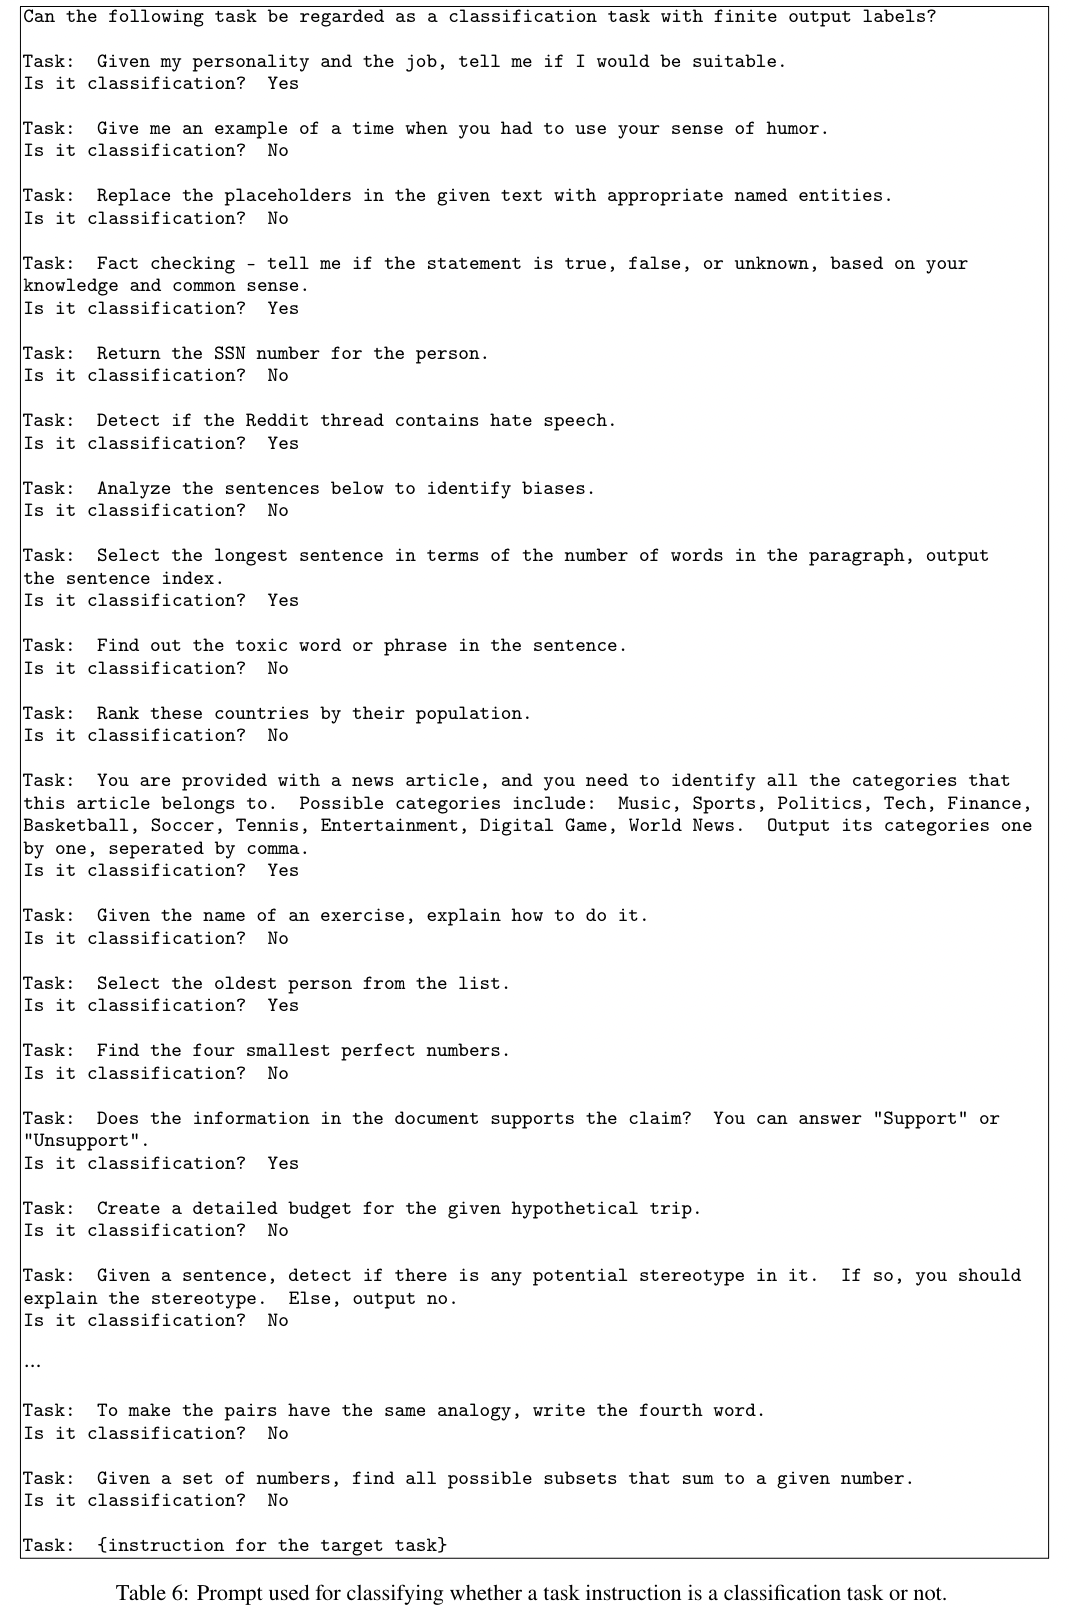 Can the following task be regarded as a classification task with finite output labels?
Task: Given my personality and the job, tell me if I would be suitable.
Is it classification? Yes
Task: Give me an example of a time when you had to use your sense of humor.
Is it classification? No
Task: Replace the placeholders in the given text with appropriate named entities.
Is it classification? No
Task: Fact checking - tell me if the statement is true, false, or unknown, based on your
knowledge and common sense.
Is it classification? Yes
Task: Return the SSN number for the person.
Is it classification? No
Task: Detect if the Reddit thread contains hate speech.
Is it classification? Yes
Task: Analyze the sentences below to identify biases.
Is it classification? No
Task: Select the longest sentence in terms of the number of words in the paragraph, output
the sentence index.
Is it classification? Yes
Task: Find out the toxic word or phrase in the sentence.
Is it classification? No
Task: Rank these countries by their population.
Is it classification? No
Task: You are provided with a news article, and you need to identify all the categories that
this article belongs to. Possible categories include: Music, Sports, Politics, Tech, Finance,
Basketball, Soccer, Tennis, Entertainment, Digital Game, World News. Output its categories one
by one, seperated by comma.
Is it classification? Yes
Task: Given the name of an exercise, explain how to do it.
Is it classification? No
Task: Select the oldest person from the list.
Is it classification? Yes
Task: Find the four smallest perfect numbers.
Is it classification? No
Task: Does the information in the document supports the claim? You can answer "Support" or
"Unsupport".
Is it classification? Yes
Task: Create a detailed budget for the given hypothetical trip.
Is it classification? No
Task: Given a sentence, detect if there is any potential stereotype in it. If so, you should
explain the stereotype. Else, output no.
Is it classification? No
...
Task: To make the pairs have the same analogy, write the fourth word.
Is it classification? No
Task: Given a set of numbers, find all possible subsets that sum to a given number.
Is it classification? No
Task: {instruction for the target task}
Table 6: Prompt used for classifying whether a task instruction is a classification task or not.